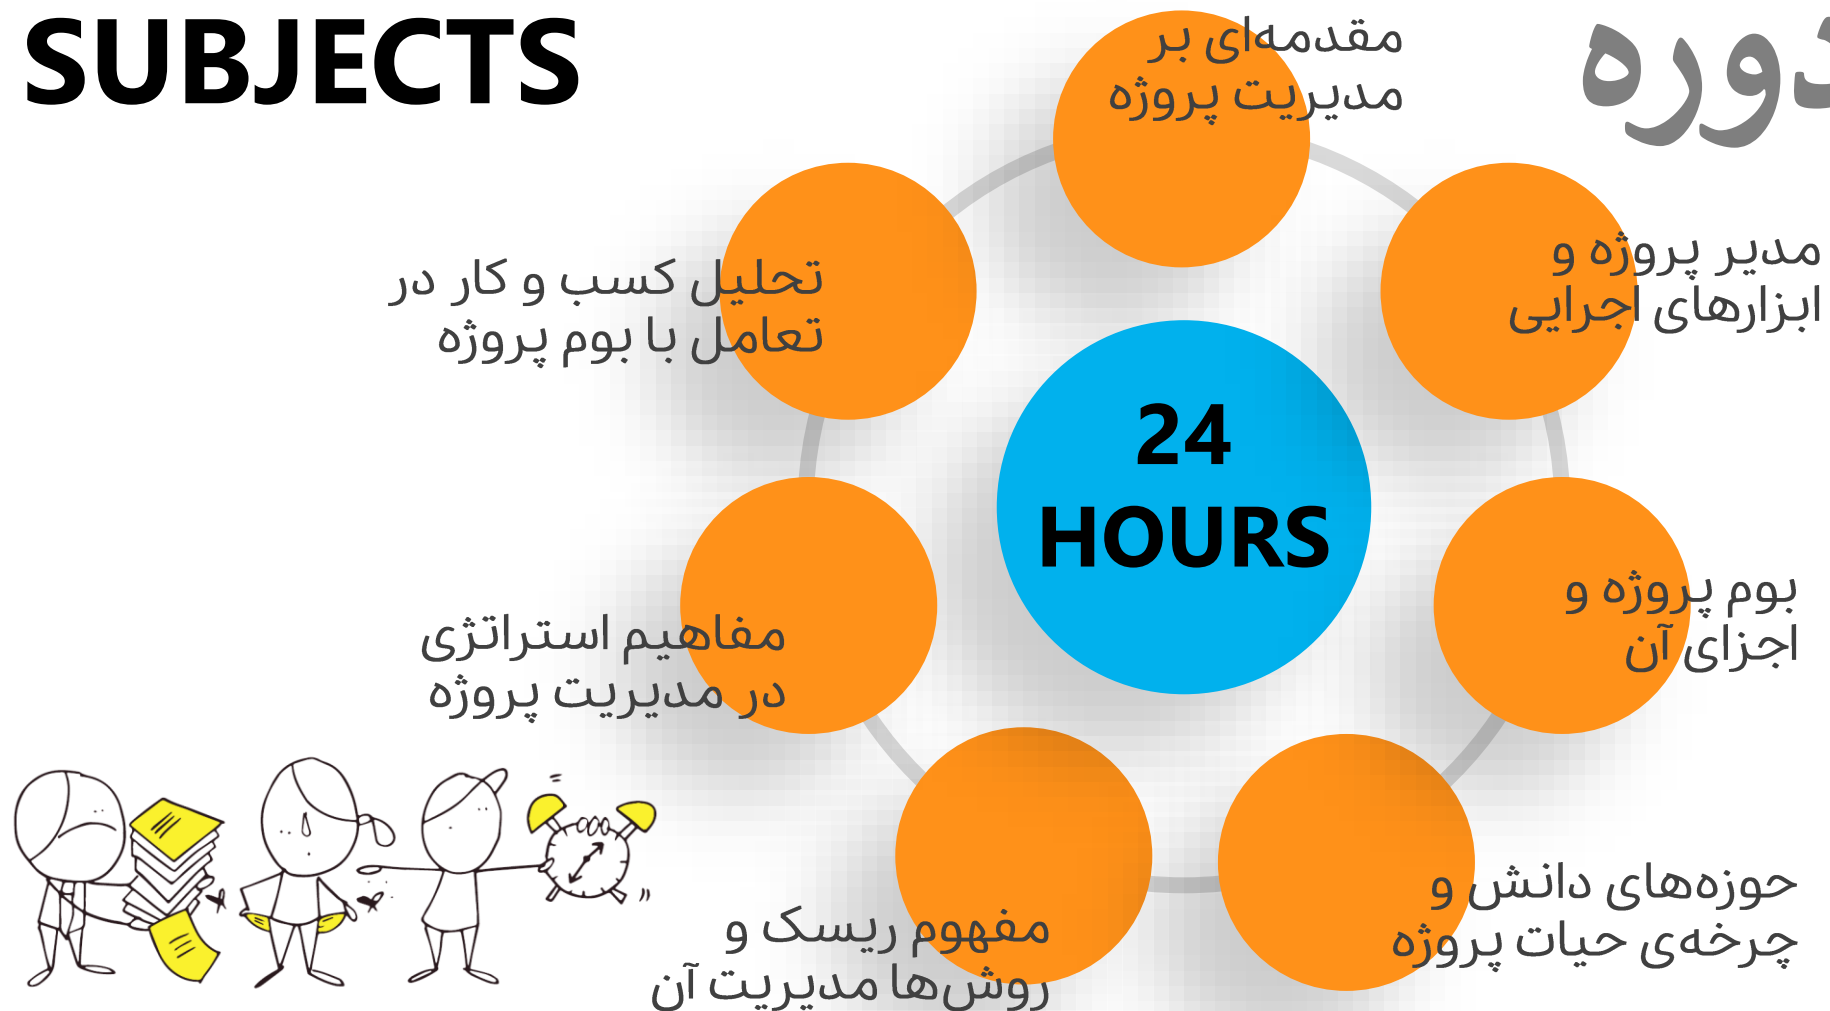 SUBJECTS
دوره
مقدمه‌ای بر
مدیریت پروژه
مدیر پروژه و
ابزارهای اجرایی
بوم پروژه و
اجزای آن
حوزه‌های دانش و
چرخه‌ی حیات پروژه
مفهوم ریسک و
روش‌ها مدیریت آن
مفاهیم استراتژی
در مدیریت پروژه
تحلیل کسب و کار در
تعامل با بوم پروژه
24
HOURS